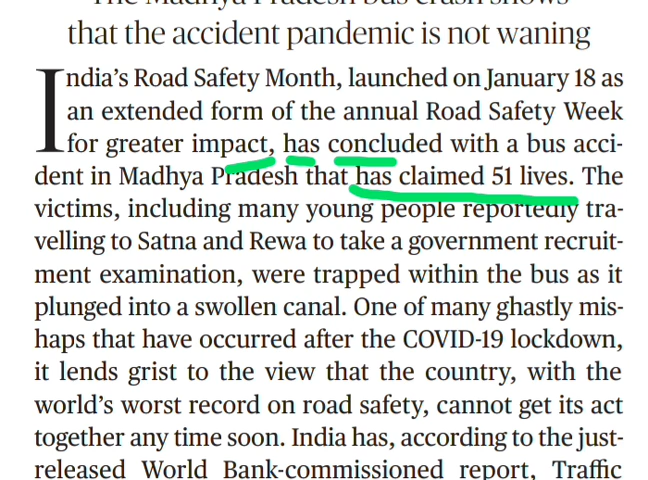 The Madhya Pradesh bus crash shows
that the accident pandemic is not waning
India's Road Safety Month, launched on January 18 as
an extended form of the annual Road Safety Week
for greater impact, has concluded with a bus acci-
dent in Madhya Pradesh that has claimed 51 lives. The
victims, including many young people reportedly tra-
velling to Satna and Rewa to take a government recruit-
ment examination, were trapped within the bus as it
plunged into a swollen canal. One of many ghastly mis-
haps that have occurred after the COVID-19 lockdown,
it lends grist to the view that the country, with the
world's worst record on road safety, cannot get its act
together any time soon. India has, according to the just-
released World Bank-commissioned report, Traffic